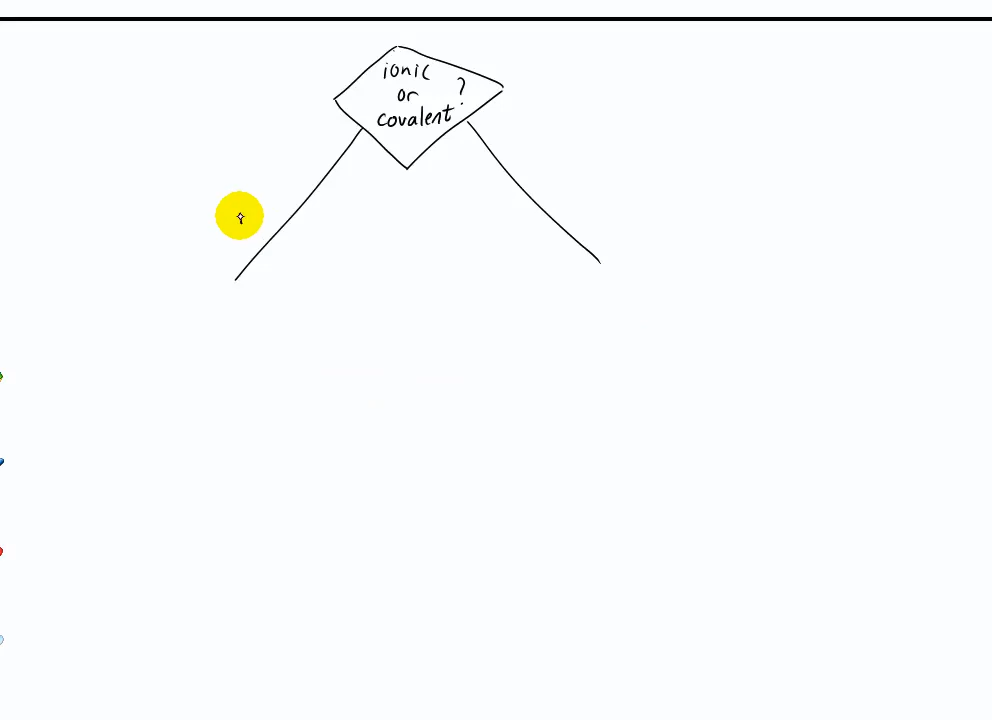 ionic
or ?
covalent